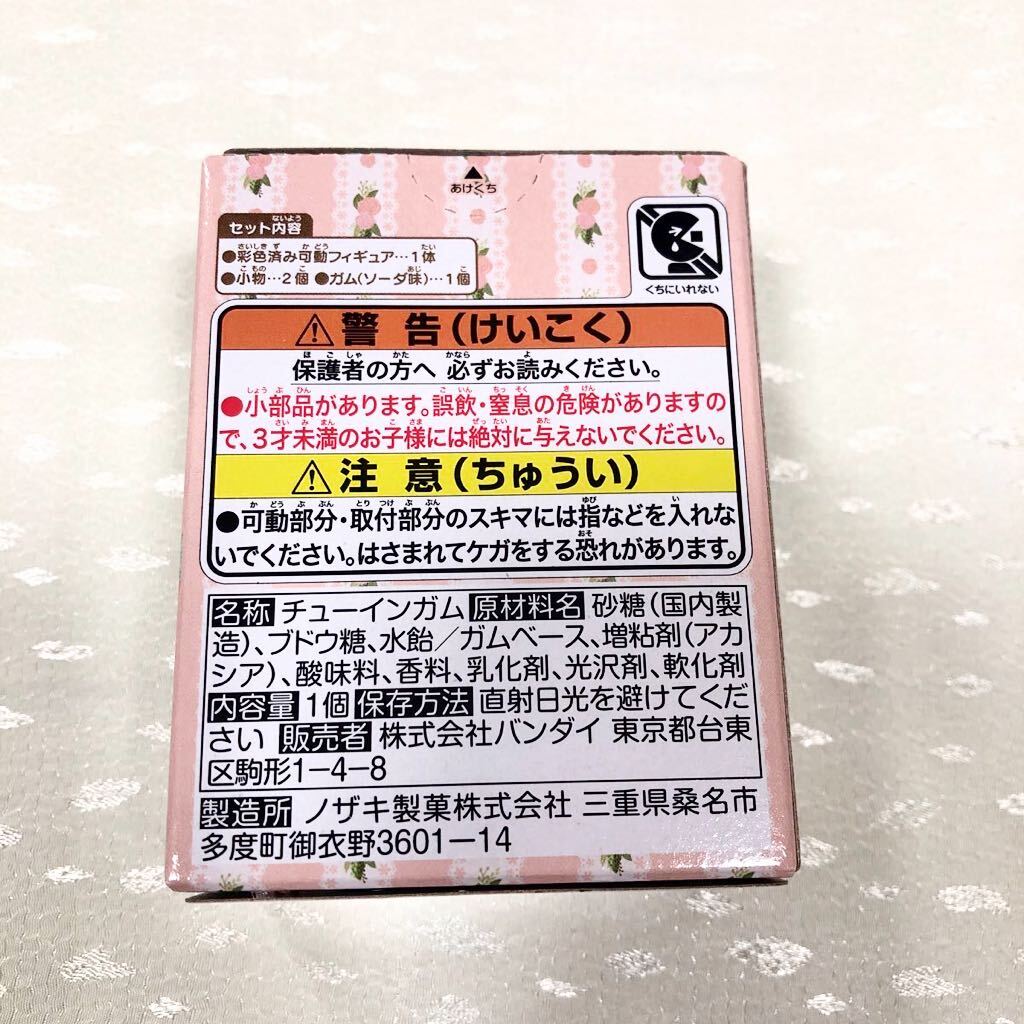 あけくち
セット内容
●彩色済み可動フィギュア…1体
●小物…2個 ●ガム(ソーダ味)…1個
くちにいれない
警告(けいこく)
保護者の方へ 必ずお読みください。
●小部品があります。誤飲・窒息の危険がありますの
で、3才未満のお子様には絶対に与えないでください。
注意(ちゅうい)
●可動部分・取付部分のスキマには指などを入れな
いでください。はさまれてケガをする恐れがあります。
名称 チューインガム 原材料名 砂糖(国内製
造)、ブドウ糖、水飴/ガムベース、増粘剤(アカ
シア)、酸味料、香料、乳化剤、光沢剤、軟化剤
内容量 1個 保存方法 直射日光を避けてくだ
さい 販売者 株式会社バンダイ 東京都台東
区駒形1-4-8
製造所 ノザキ製菓株式会社 三重県桑名市
多度町御衣野3601-14